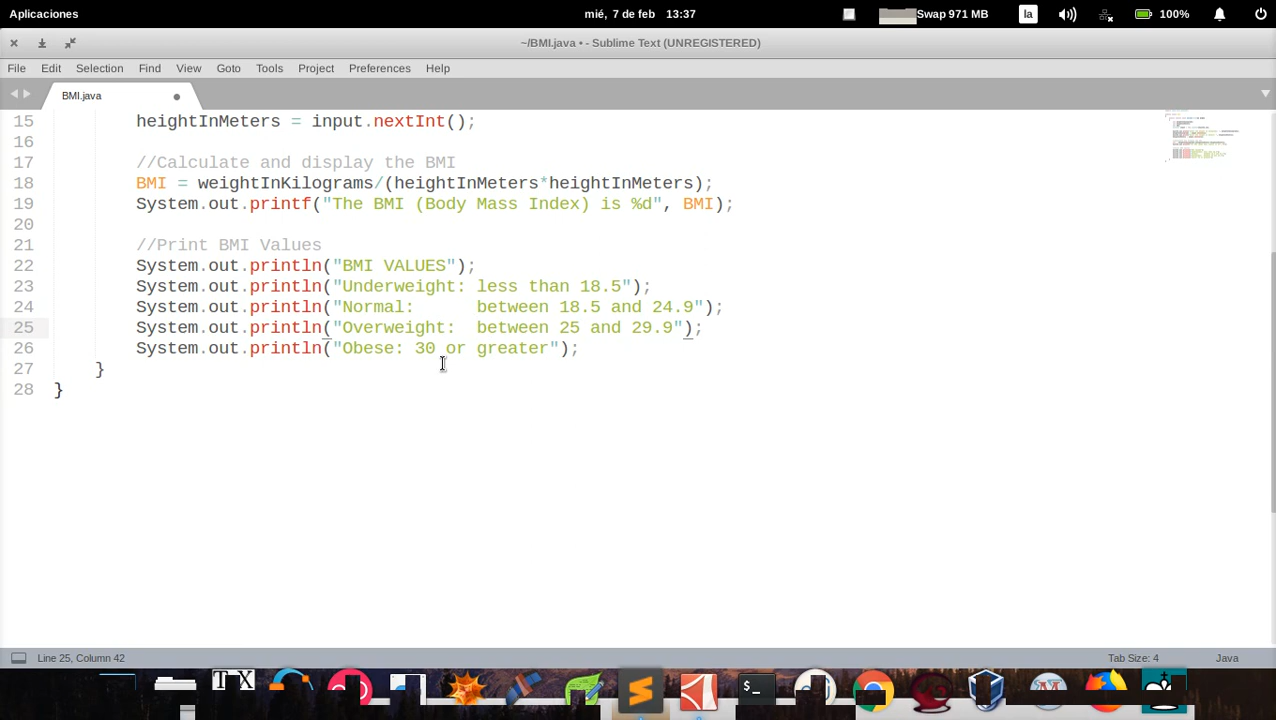 Aplicaciones
mié, 7 de feb 13:37
Swap 971 MB
la
100%
~/BMI.java • - Sublime Text (UNREGISTERED)
File Edit Selection Find View Goto Tools Project Preferences Help
BMI.java
15 heightInMeters = input.nextInt();
16
17 //Calculate and display the BMI
18 BMI = weightInKilograms/(heightInMeters*heightInMeters);
19 System.out.printf("The BMI (Body Mass Index) is %d", BMI);
20
21 //Print BMI Values
22 System.out.println("BMI VALUES");
23 System.out.println("Underweight: less than 18.5");
24 System.out.println("Normal:      between 18.5 and 24.9");
25 System.out.println("Overweight:  between 25 and 29.9");
26 System.out.println("Obese: 30 or greater");
27 }
28 }
Line 25, Column 42
Tab Size: 4
Java